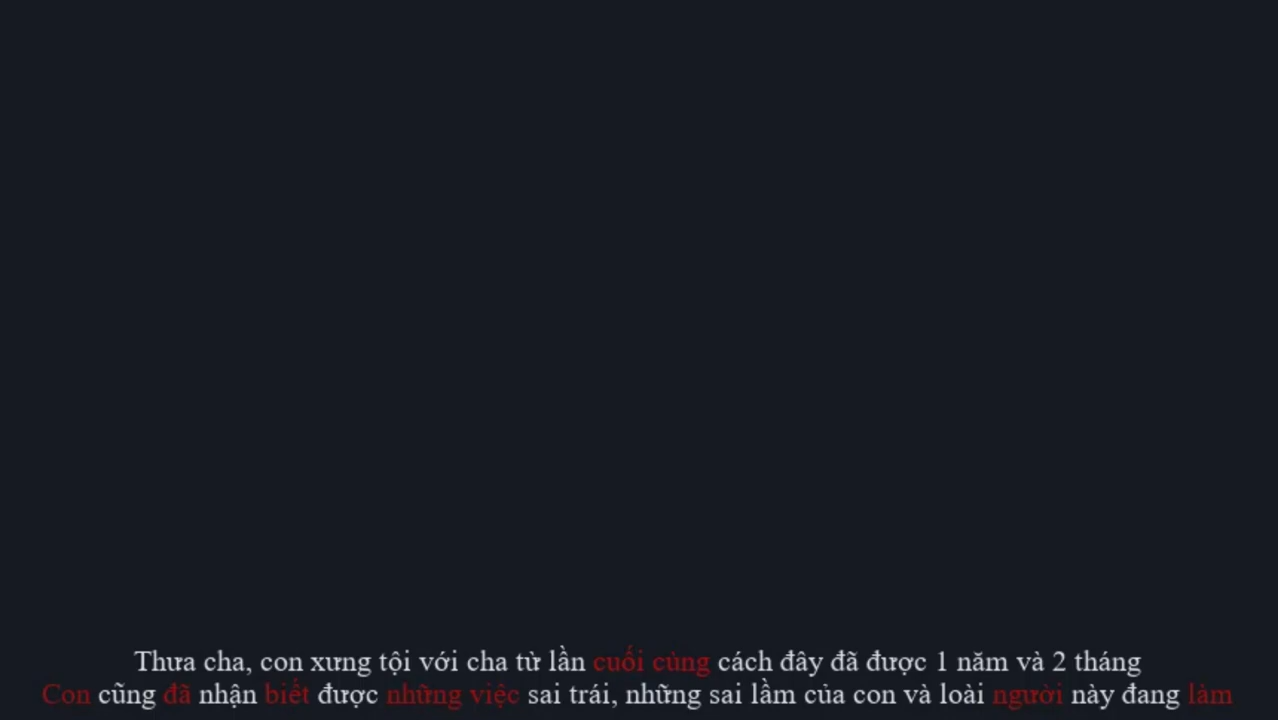 Thưa cha, con xưng tội với cha từ lần cuối cùng cách đây đã được 1 năm và 2 tháng
Con cũng đã nhận biết được những việc sai trái, những sai lầm của con và loài người này đang làm